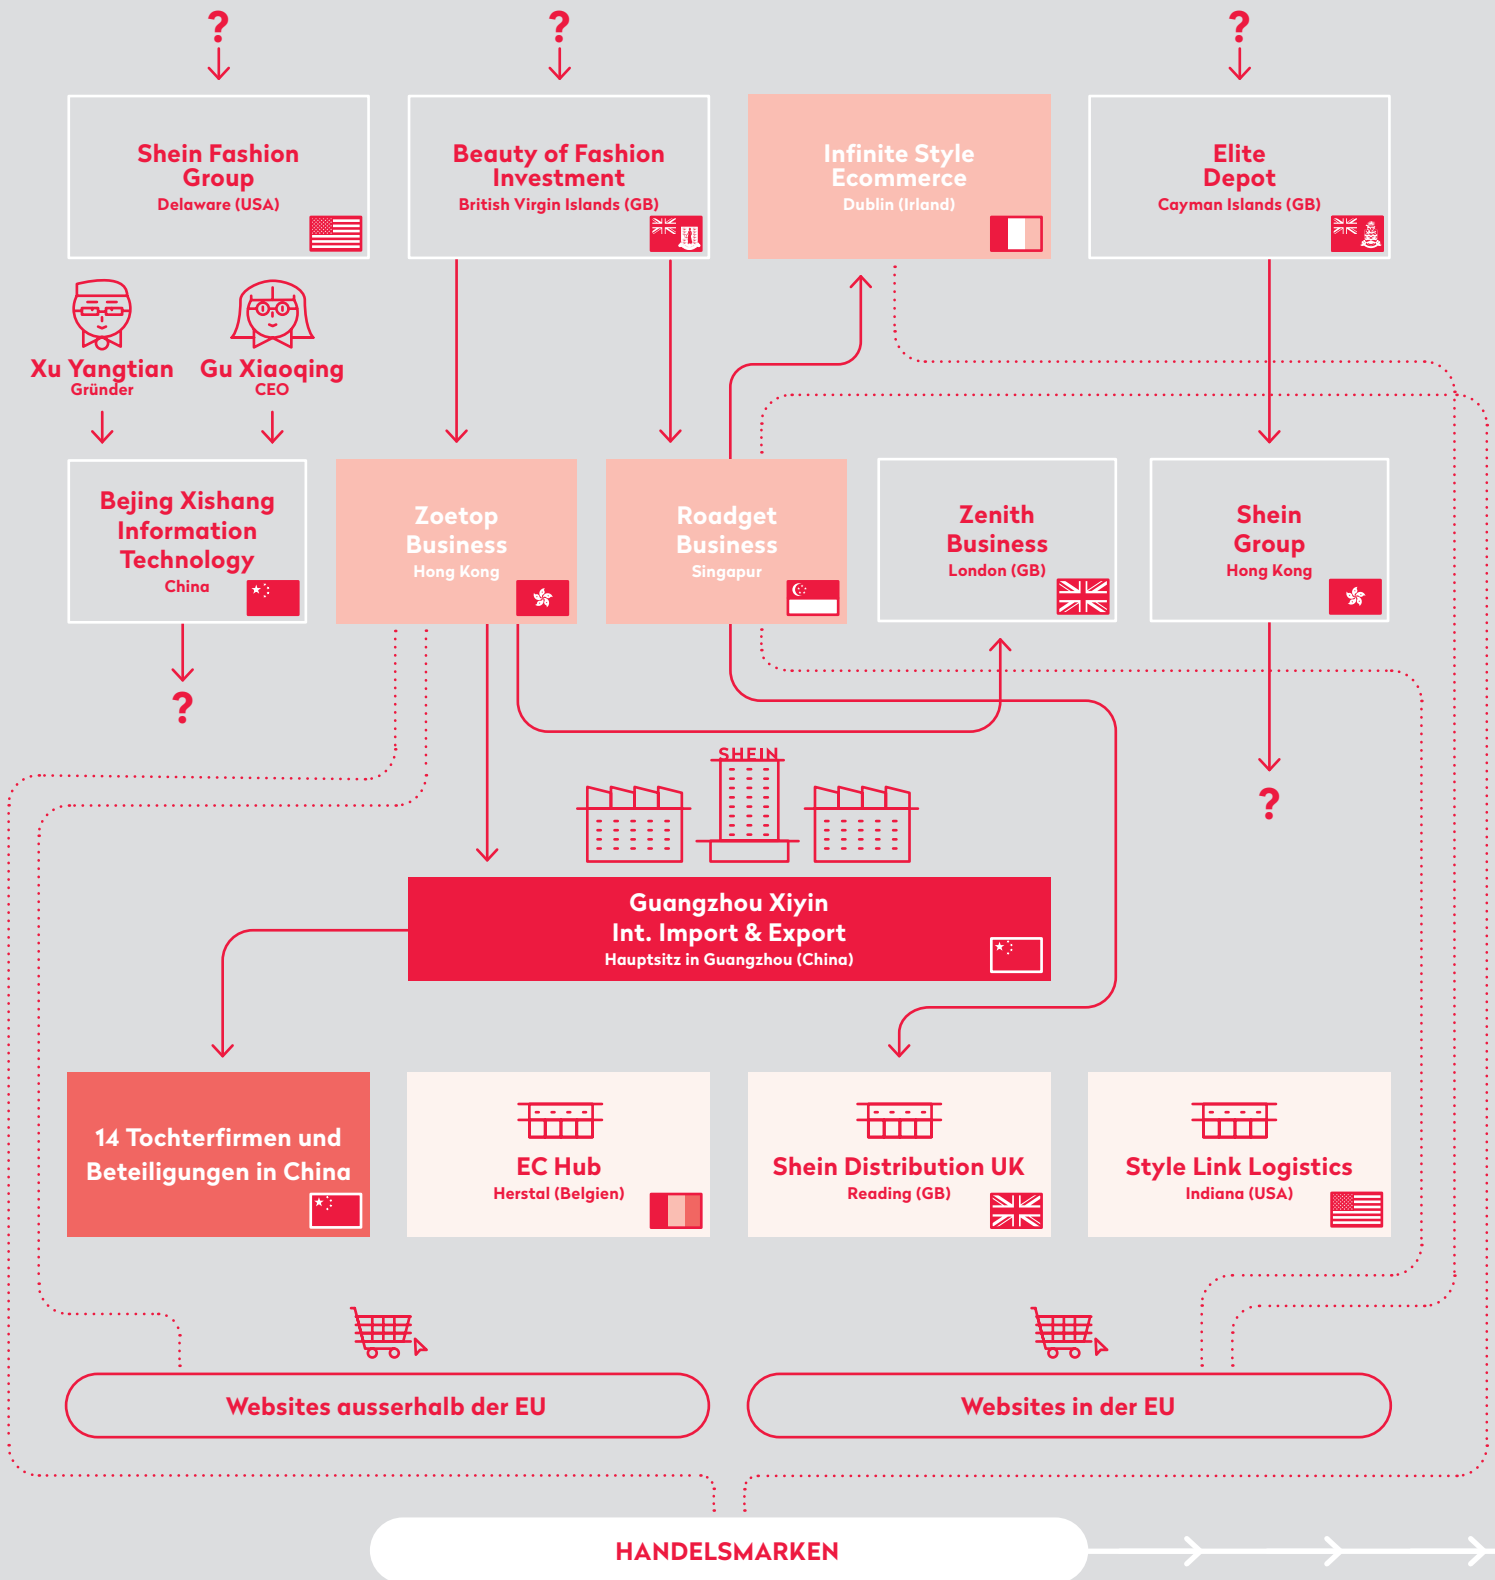 ?
?
?
Shein Fashion
Group
Delaware (USA)
Beauty of Fashion
Investment
British Virgin Islands (GB)
Infinite Style
Ecommerce
Dublin (Irland)
Elite
Depot
Cayman Islands (GB)
Xu Yangtian
Gründer
Gu Xiaoqing
CEO
Bejing Xishang
Information
Technology
China
Zoetop
Business
Hong Kong
Roadget
Business
Singapur
Zenith
Business
London (GB)
Shein
Group
Hong Kong
?
?
SHEIN
Guangzhou Xiyin
Int. Import & Export
Hauptsitz in Guangzhou (China)
14 Tochterfirmen und
Beteiligungen in China
EC Hub
Herstal (Belgien)
Shein Distribution UK
Reading (GB)
Style Link Logistics
Indiana (USA)
Websites ausserhalb der EU
Websites in der EU
HANDELSMARKEN